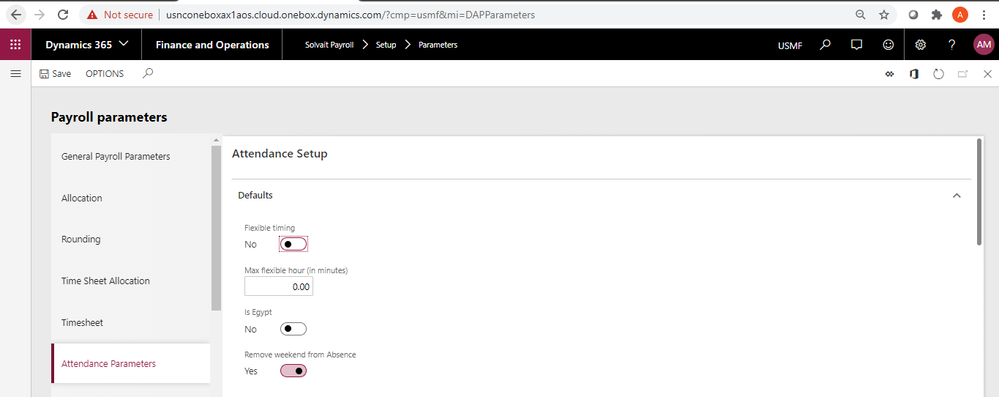 Not secure | usnconeboxax1aos.cloud.onebox.dynamics.com/?cmp=usmf&mi=DAPParameters A
Dynamics 365 Finance and Operations Solvait Payroll > Setup > Parameters USMF ? AM
Save OPTIONS
Payroll parameters
General Payroll Parameters
Allocation
Rounding
Time Sheet Allocation
Timesheet
Attendance Parameters
Attendance Setup
Defaults
Flexible timing
No
Max flexible hour (in minutes)
0.00
Is Egypt
No
Remove weekend from Absence
Yes